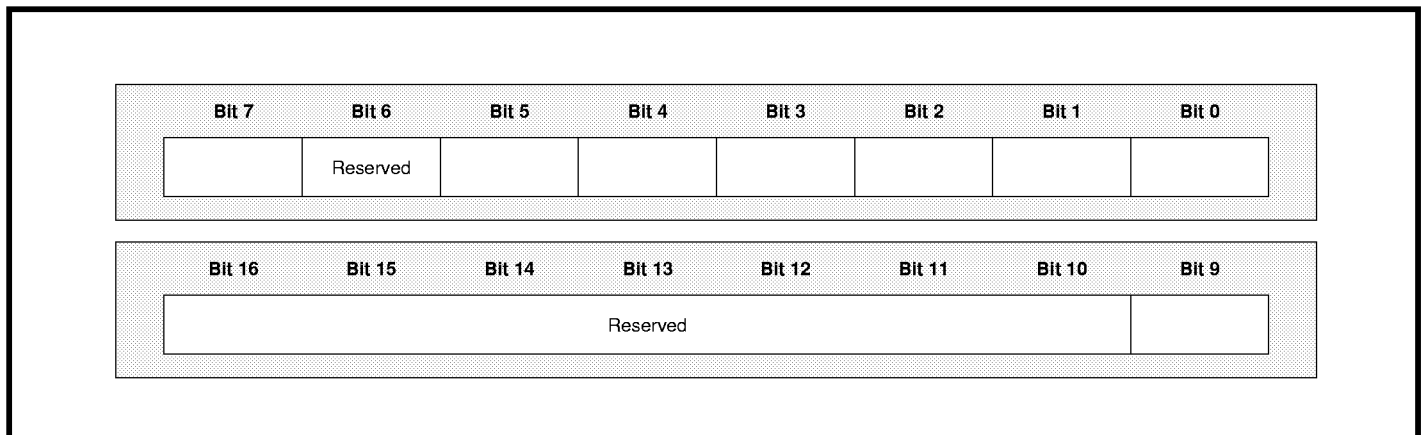 Bit 7 Bit 6 Bit 5 Bit 4 Bit 3 Bit 2 Bit 1 Bit 0
Reserved
Bit 16 Bit 15 Bit 14 Bit 13 Bit 12 Bit 11 Bit 10 Bit 9
Reserved